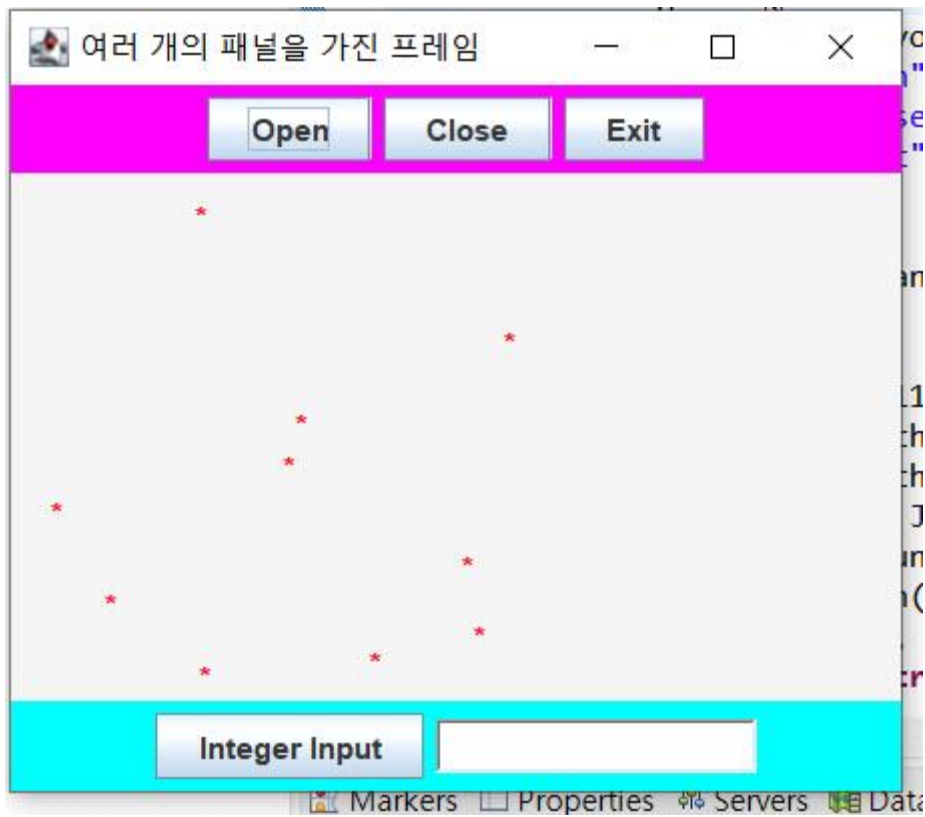 여러 개의 패널을 가진 프레임
Open Close Exit
*
*
*
*
*
*
*
*
*
*
Integer Input
Markers Properties Servers